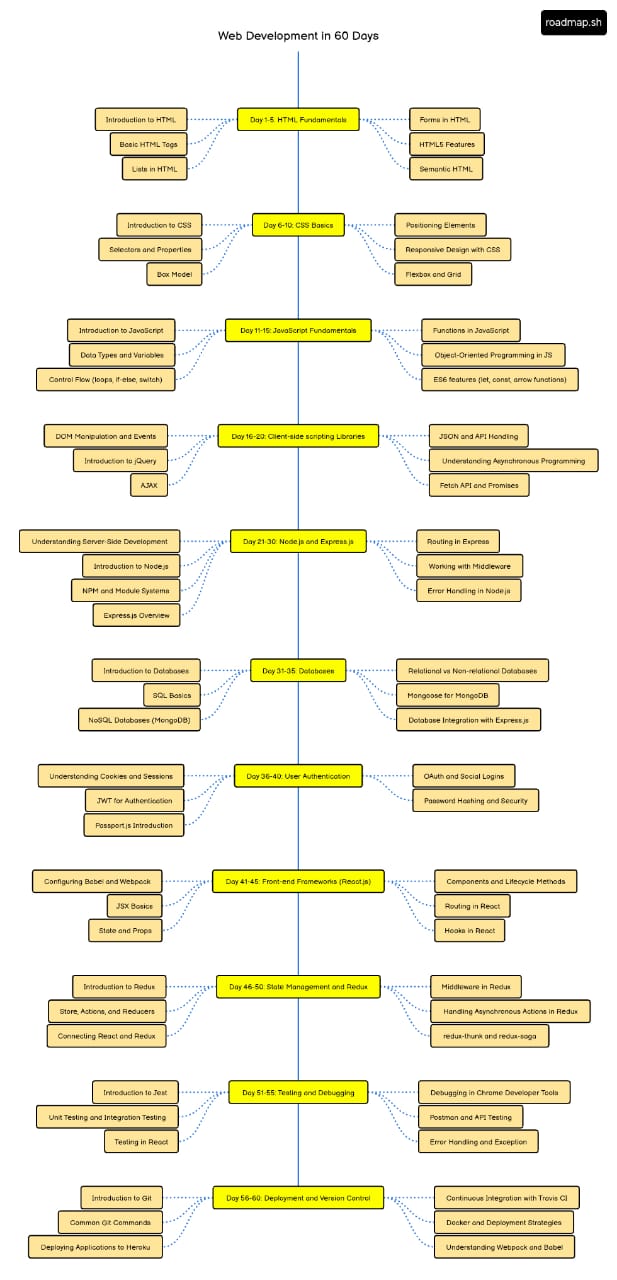 roadmap.sh
Web Development in 60 Days
Day 1-5: HTML Fundamentals
Introduction to HTML
Basic HTML Tags
Lists in HTML
Forms in HTML
HTML5 Features
Semantic HTML
Day 6-10: CSS Basics
Introduction to CSS
Selectors and Properties
Box Model
Positioning Elements
Responsive Design with CSS
Flexbox and Grid
Day 11-15: JavaScript Fundamentals
Introduction to JavaScript
Data Types and Variables
Control Flow (loops, if-else, switch)
Functions in JavaScript
Object-Oriented Programming in JS
ES6 features (let, const, arrow functions)
Day 16-20: Client-side scripting Libraries
DOM Manipulation and Events
Introduction to jQuery
AJAX
JSON and API Handling
Understanding Asynchronous Programming
Fetch API and Promises
Day 21-30: Node.js and Express.js
Understanding Server-Side Development
Introduction to Node.js
NPM and Module Systems
Express.js Overview
Routing in Express
Working with Middleware
Error Handling in Node.js
Day 31-35: Databases
Introduction to Databases
SQL Basics
NoSQL Databases (MongoDB)
Relational vs Non-relational Databases
Mongoose for MongoDB
Database Integration with Express.js
Day 36-40: User Authentication
Understanding Cookies and Sessions
JWT for Authentication
Passport.js Introduction
OAuth and Social Logins
Password Hashing and Security
Day 41-45: Front-end Frameworks (React.js)
Configuring Babel and Webpack
JSX Basics
State and Props
Components and Lifecycle Methods
Routing in React
Hooks in React
Day 46-50: State Management and Redux
Introduction to Redux
Store, Actions, and Reducers
Connecting React and Redux
Middleware in Redux
Handling Asynchronous Actions in Redux
redux-thunk and redux-saga
Day 51-55: Testing and Debugging
Introduction to Jest
Unit Testing and Integration Testing
Testing in React
Debugging in Chrome Developer Tools
Postman and API Testing
Error Handling and Exception
Day 56-60: Deployment and Version Control
Introduction to Git
Common Git Commands
Deploying Applications to Heroku
Continuous Integration with Travis CI
Docker and Deployment Strategies
Understanding Webpack and Babel